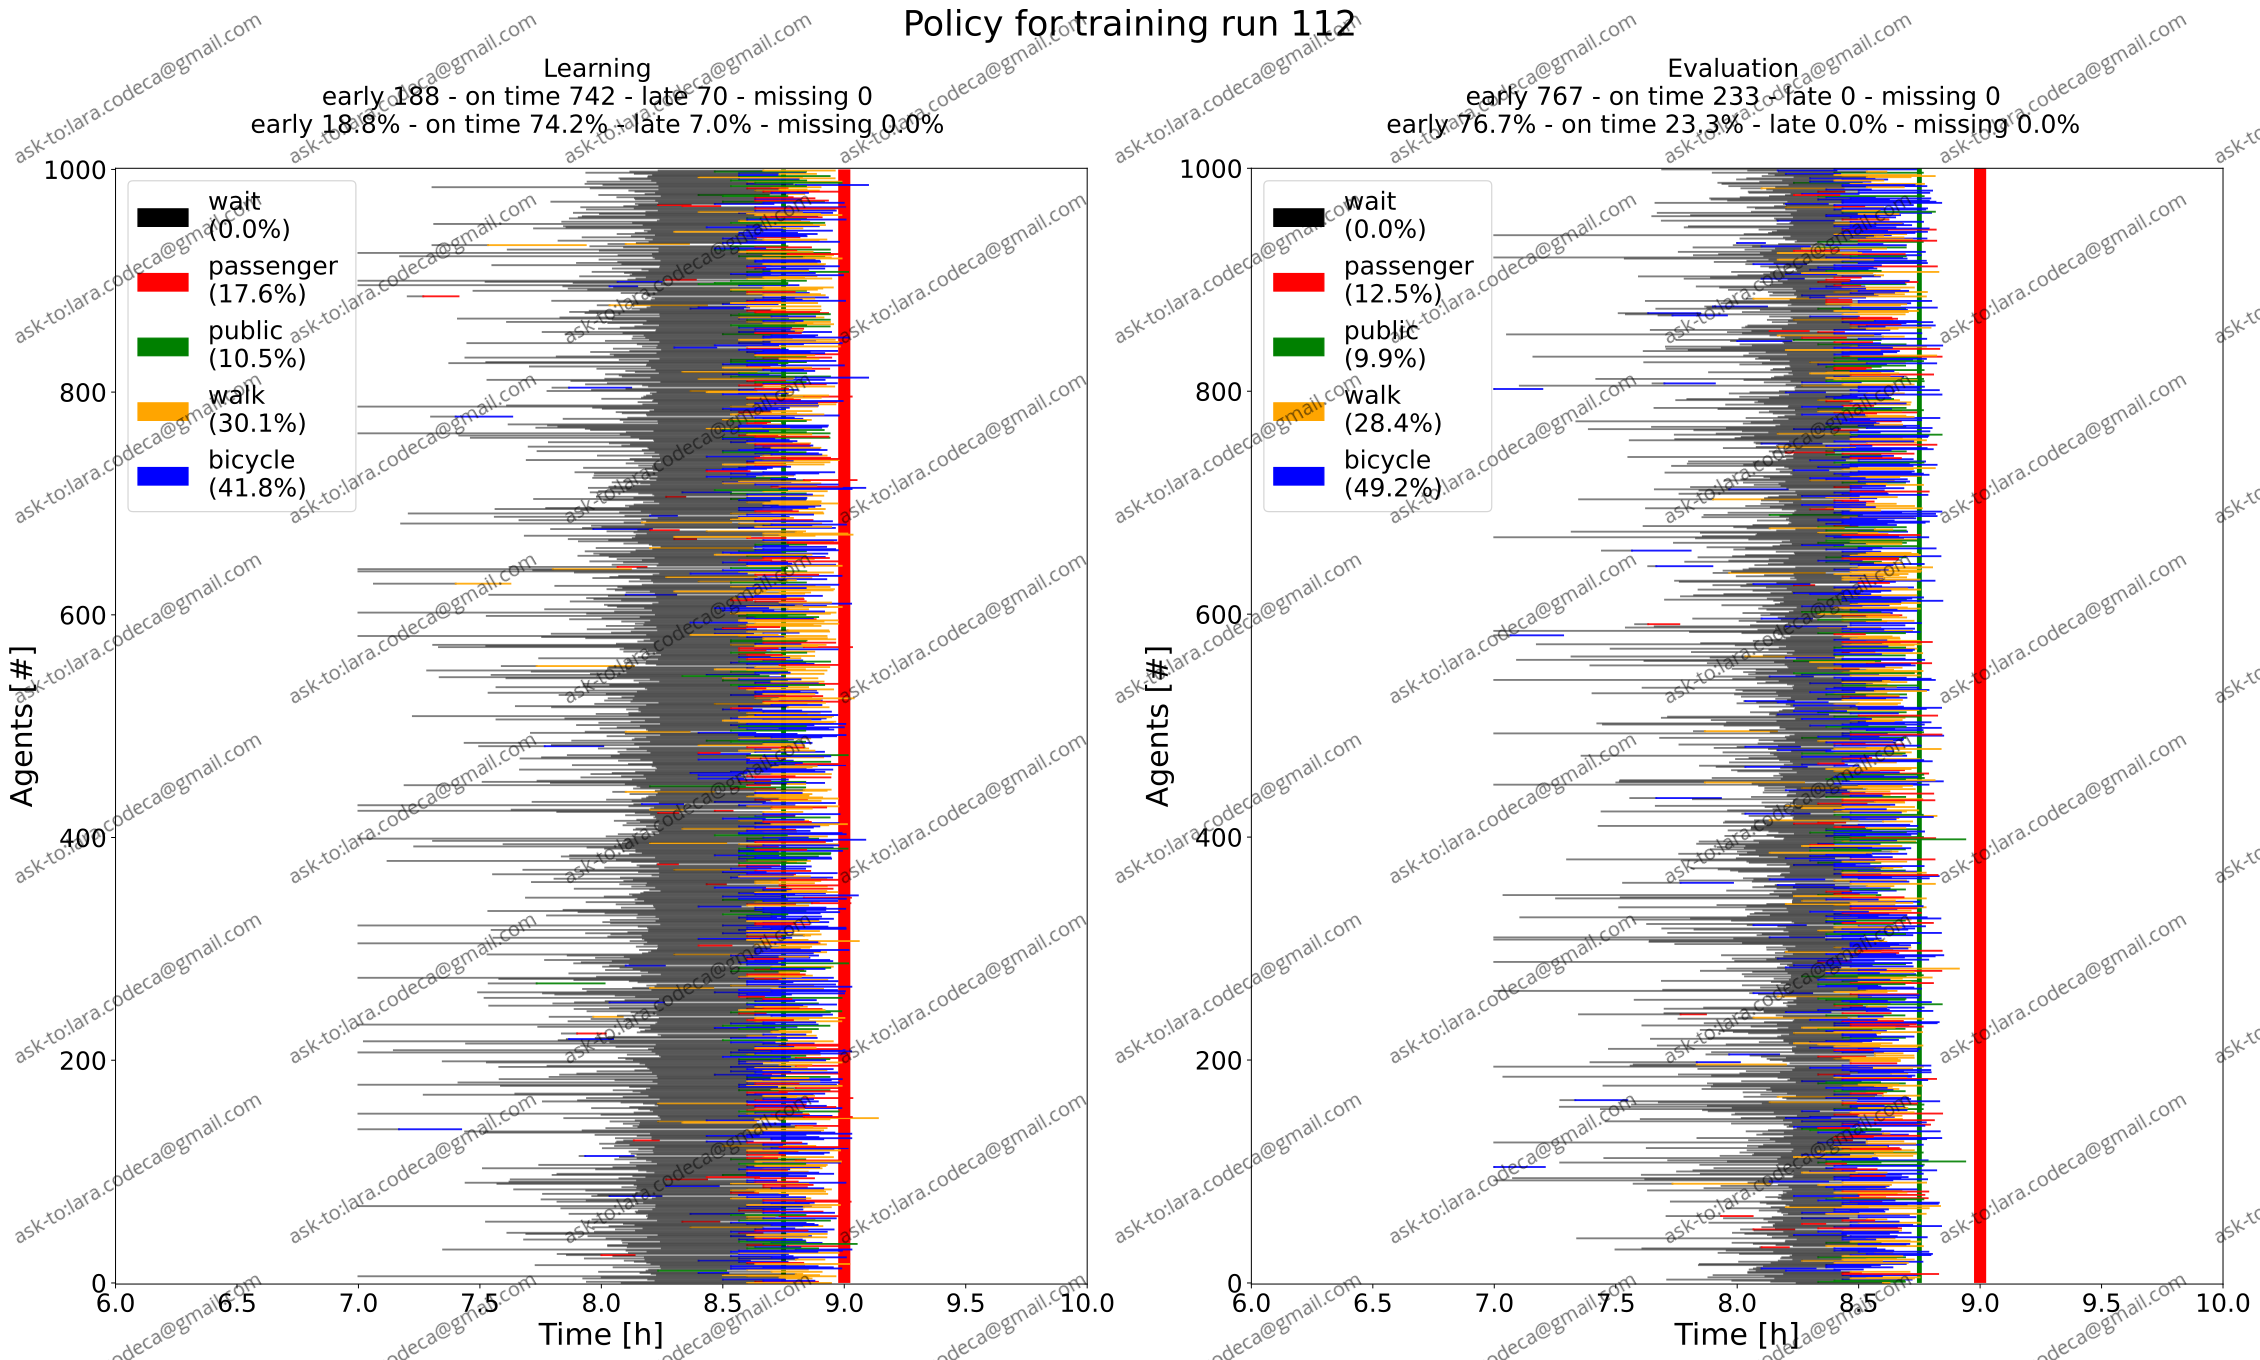 Policy for training run 112
Learning
early 188 - on time 742 - late 70 - missing 0
early 18.8% - on time 74.2% - late 7.0% - missing 0.0%
1000
800
600
400
200
0
Agents [#]
wait
(0.0%)
passenger
(17.6%)
public
(10.5%)
walk
(30.1%)
bicycle
(41.8%)
6.0 6.5 7.0 7.5 8.0 8.5 9.0 9.5 10.0
Time [h]
Evaluation
early 767 - on time 233 - late 0 - missing 0
early 76.7% - on time 23.3% - late 0.0% - missing 0.0%
1000
800
600
400
200
0
Agents [#]
wait
(0.0%)
passenger
(12.5%)
public
(9.9%)
walk
(28.4%)
bicycle
(49.2%)
6.0 6.5 7.0 7.5 8.0 8.5 9.0 9.5 10.0
Time [h]
ask-to:lara.codeca@gmail.com